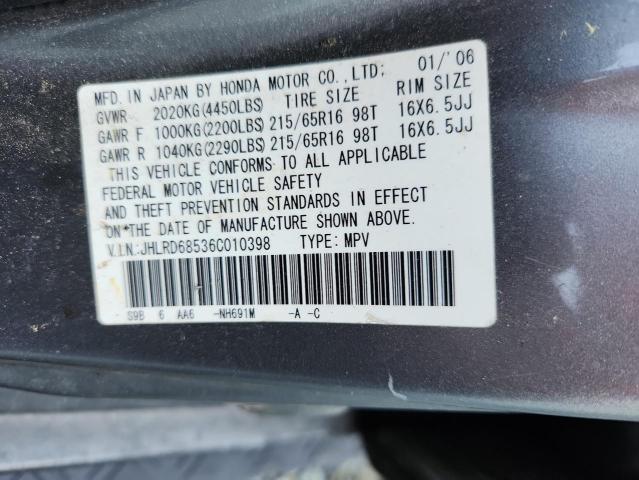 MFD. IN JAPAN BY HONDA MOTOR CO.,LTD; 01/'06
GVWR 2020KG(4450LBS) TIRE SIZE RIM SIZE
GAWR F 1000KG(2200LBS) 215/65R16 98T 16X6.5JJ
GAWR R 1040KG(2290LBS) 215/65R16 98T 16X6.5JJ
THIS VEHICLE CONFORMS TO ALL APPLICABLE
FEDERAL MOTOR VEHICLE SAFETY
AND THEFT PREVENTION STANDARDS IN EFFECT
ON THE DATE OF MANUFACTURE SHOWN ABOVE.
V.I.N.:JHLRD68536C010398 TYPE: MPV
S9B 6 AA6 -NH691M -A -C